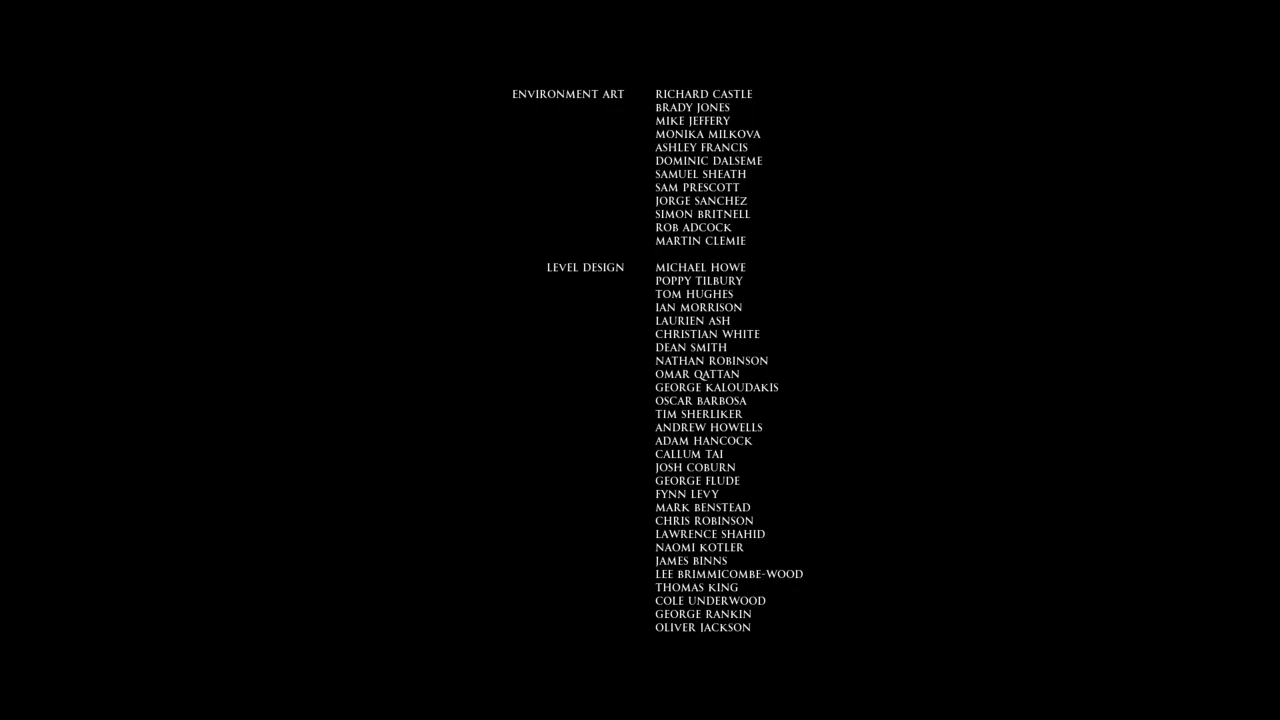 ENVIRONMENT ART RICHARD CASTLE
BRADY JONES
MIKE JEFFERY
MONIKA MILKOVA
ASHLEY FRANCIS
DOMINIC DALSEME
SAMUEL SHEATH
SAM PRESCOTT
JORGE SANCHEZ
SIMON BRITNELL
ROB ADCOCK
MARTIN CLEMIE
LEVEL DESIGN MICHAEL HOWE
POPPY TILBURY
TOM HUGHES
IAN MORRISON
LAURIEN ASH
CHRISTIAN WHITE
DEAN SMITH
NATHAN ROBINSON
OMAR QATTAN
GEORGE KALOUDAKIS
OSCAR BARBOSA
TIM SHERLIKER
ANDREW HOWELLS
ADAM HANCOCK
CALLUM TAI
JOSH COBURN
GEORGE FLUDE
FYNN LEVY
MARK BENSTEAD
CHRIS ROBINSON
LAWRENCE SHAHID
NAOMI KOTLER
JAMES BINNS
LEE BRIMMICOMBE-WOOD
THOMAS KING
COLE UNDERWOOD
GEORGE RANKIN
OLIVER JACKSON